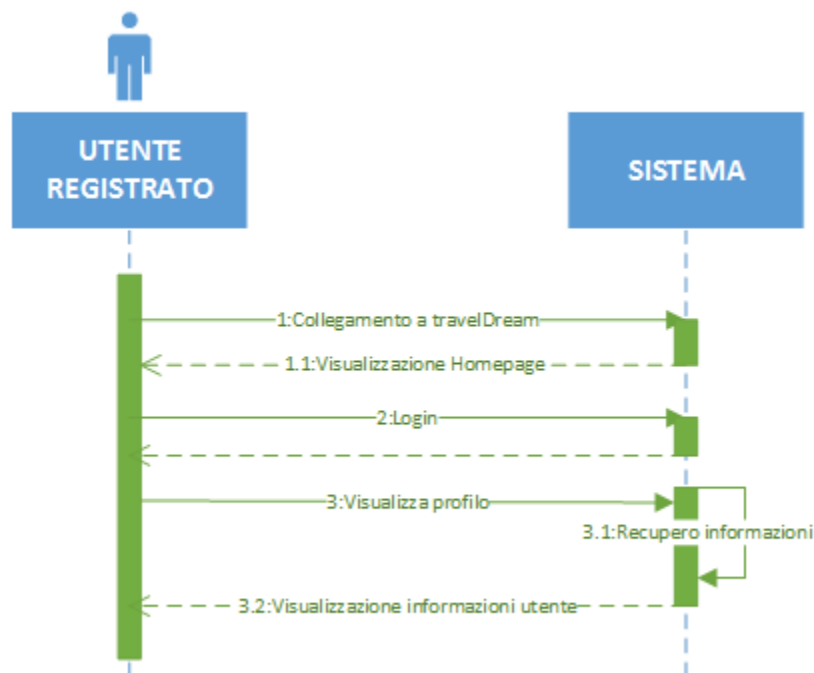 UTENTE
REGISTRATO
SISTEMA
1:Collegamento a travelDream
1.1:Visualizzazione Homepage
2:Login
3:Visualizza profilo
3.1:Recupero informazioni
3.2:Visualizzazione informazioni utente